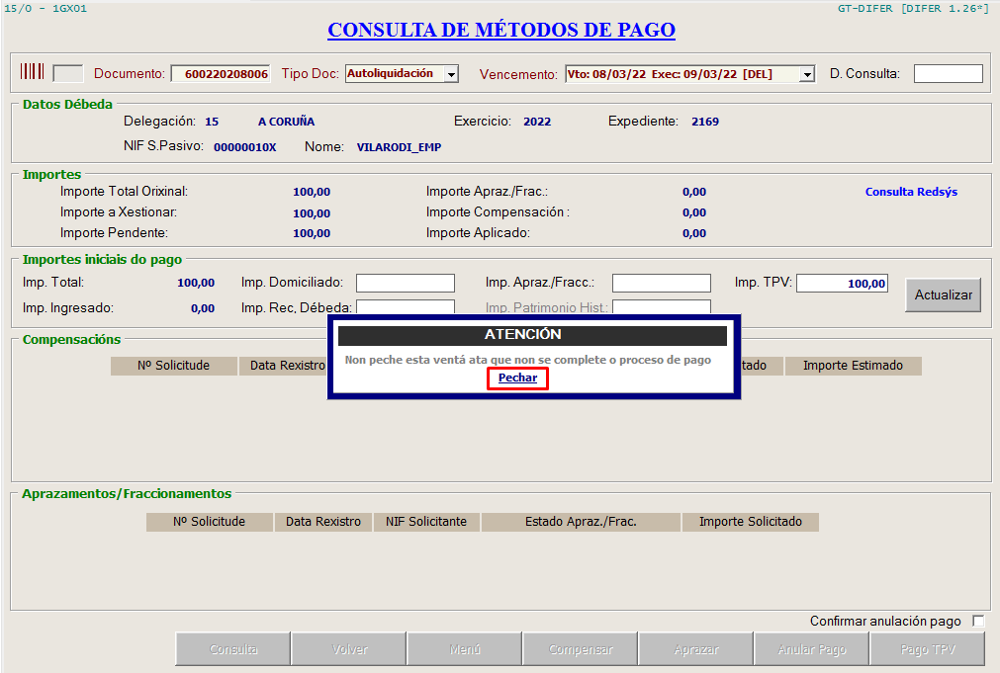 15/0 - 1GX01 GT-DIFER [DIFER 1.26*]
CONSULTA DE MÉTODOS DE PAGO
Documento: 600220208006 Tipo Doc: Autoliquidación Vencemento: Vto: 08/03/22 Exec: 09/03/22 [DEL] D. Consulta:
Datos Débeda
Delegación: 15 A CORUÑA Exercicio: 2022 Expediente: 2169
NIF S.Pasivo: 00000010X Nome: VILARODI_EMP
Importes
Importe Total Orixinal: 100,00 Importe Apraz./Frac.: 0,00 Consulta Redsýs
Importe a Xestionar: 100,00 Importe Compensación : 0,00
Importe Pendente: 100,00 Importe Aplicado: 0,00
Importes iniciais do pago
Imp. Total: 100,00 Imp. Domiciliado: Imp. Apraz./Fracc.: Imp. TPV: 100,00 Actualizar
Imp. Ingresado: 0,00 Imp. Rec, Débeda: Imp. Patrimonio Hist.:
ATENCIÓN
Non peche esta ventá ata que non se complete o proceso de pago
Pechar
Compensacións
Nº Solicitude Data Rexistro tado Importe Estimado
Aprazamentos/Fraccionamentos
Nº Solicitude Data Rexistro NIF Solicitante Estado Apraz./Frac. Importe Solicitado
Confirmar anulación pago
Consulta Volver Menú Compensar Aprazar Anular Pago Pago TPV